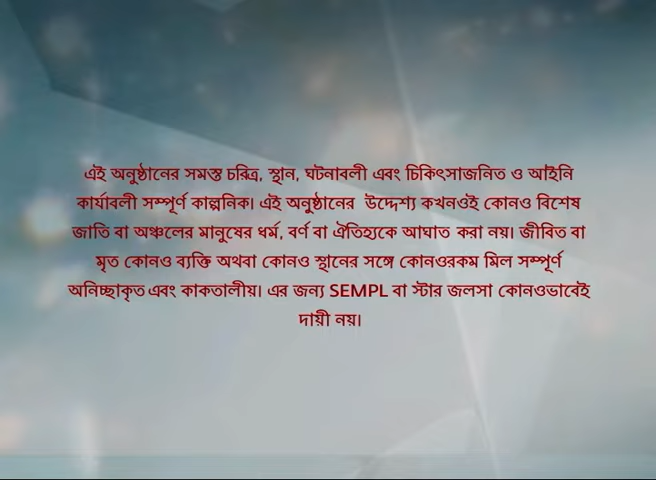 এই অনুষ্ঠানের সমস্ত চরিত্র, স্থান, ঘটনাবলী এবং চিকিৎসাজনিত ও আইনি
কার্যাবলী সম্পূর্ণ কাল্পনিক। এই অনুষ্ঠানের উদ্দেশ্য কখনওই কোনও বিশেষ
জাতি বা অঞ্চলের মানুষের ধর্ম, বর্ণ বা ঐতিহ্যকে আঘাত করা নয়। জীবিত বা
মৃত কোনও ব্যক্তি অথবা কোনও স্থানের সঙ্গে কোনওরকম মিল সম্পূর্ণ
অনিচ্ছাকৃত এবং কাকতালীয়। এর জন্য SEMPL বা স্টার জলসা কোনওভাবেই
দায়ী নয়।